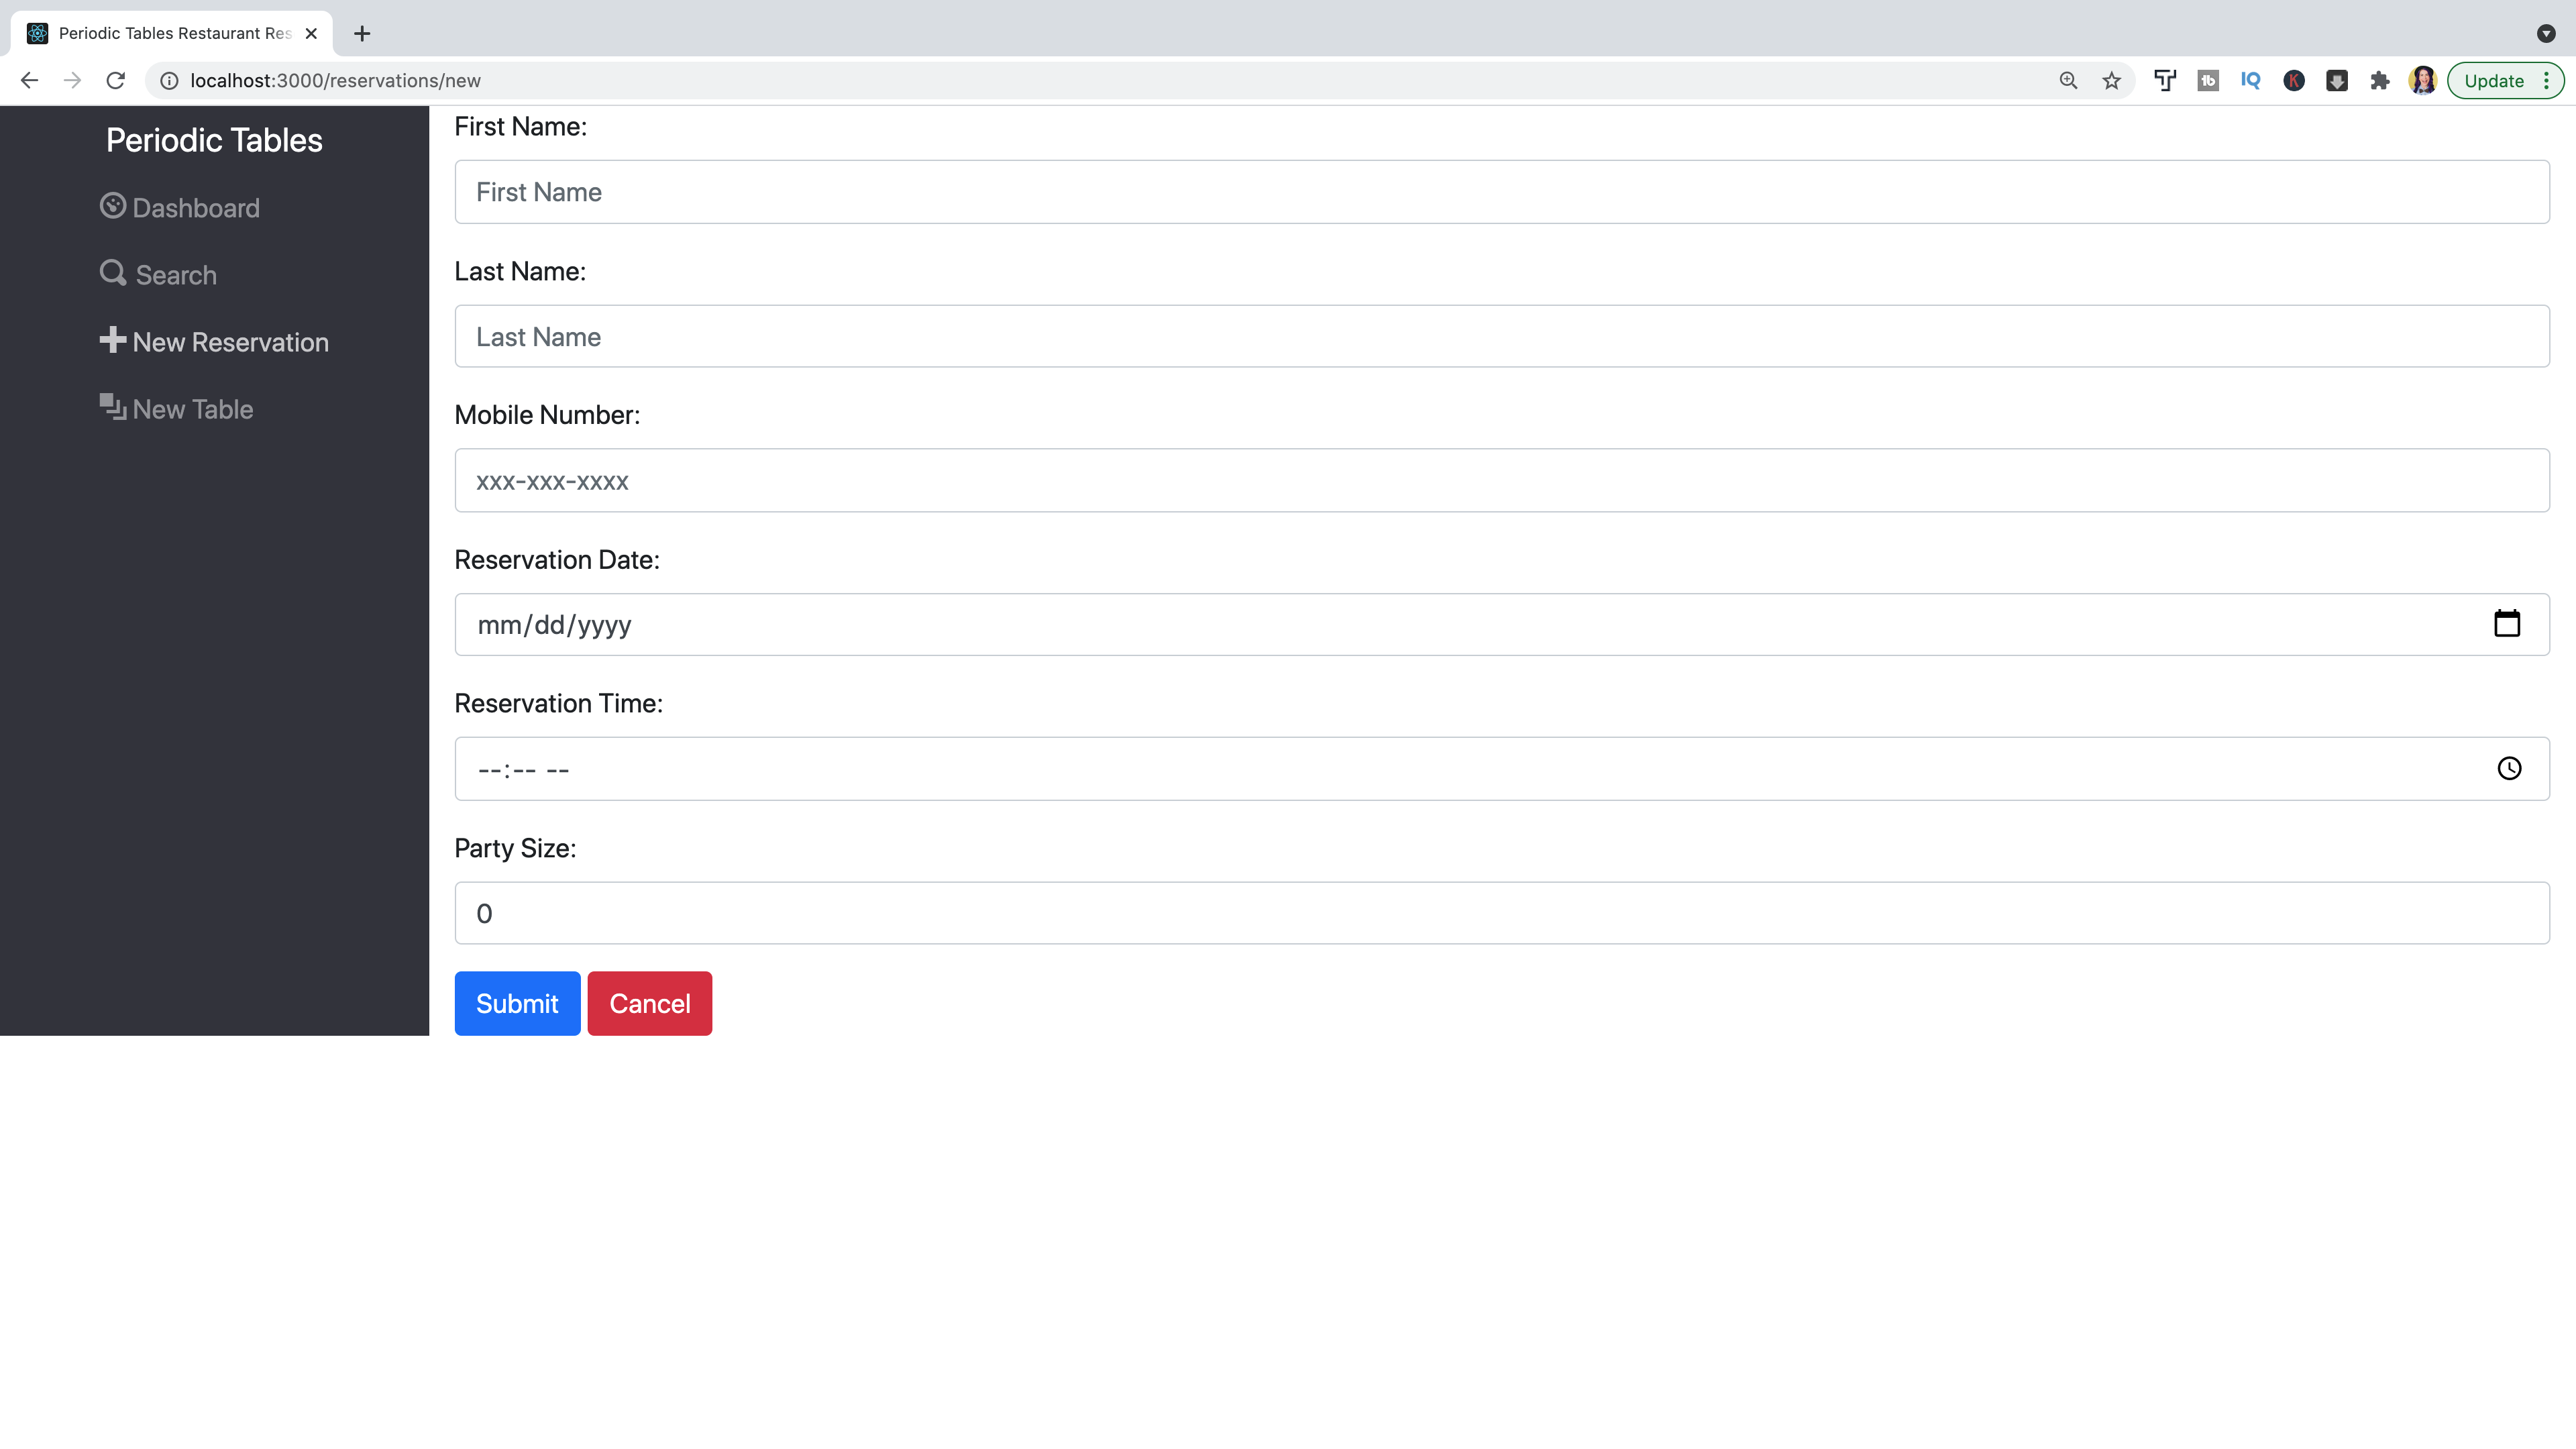 Periodic Tables Restaurant Res
localhost:3000/reservations/new
IQ
K
Update
Periodic Tables
Dashboard
Search
New Reservation
New Table
First Name:
First Name
Last Name:
Last Name
Mobile Number:
xxx-xxx-xxxx
Reservation Date:
mm/dd/yyyy
Reservation Time:
--:-- --
Party Size:
0
Submit Cancel